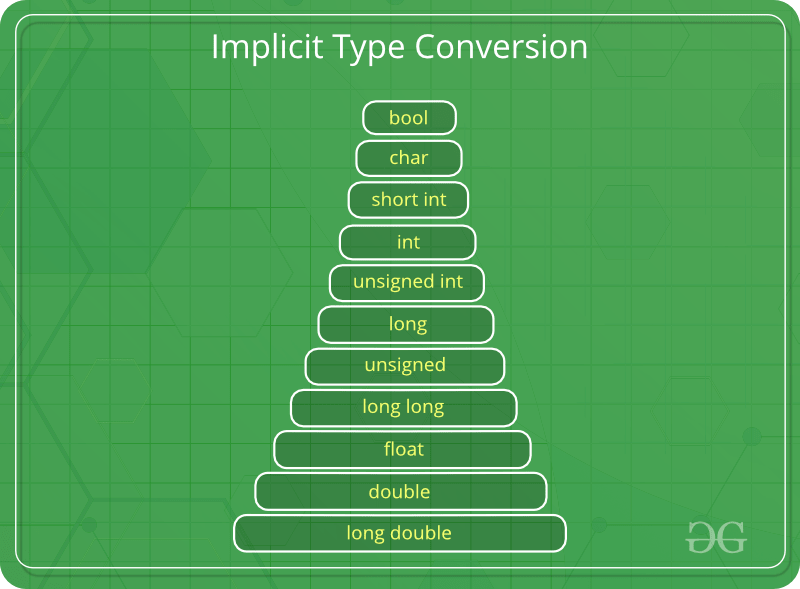 Implicit Type Conversion
bool
char
short int
int
unsigned int
long
unsigned
long long
float
double
long double